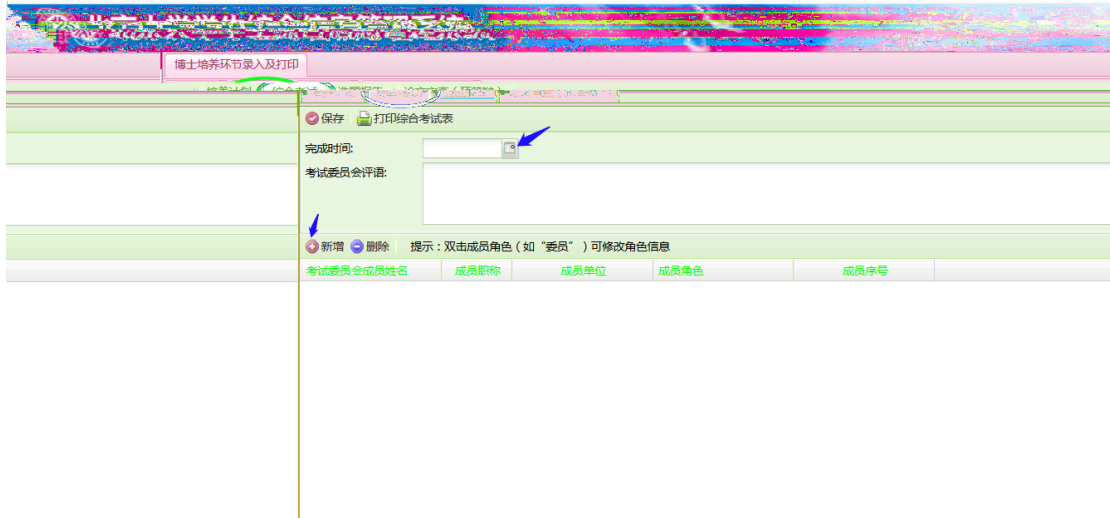 博士培养环节录入及打印
保存 打印综合考试表
完成时间:
考试委员会评语:
新增 删除 提示：双击成员角色（如“委员”）可修改角色信息
考试委员会成员姓名 成员职称 成员单位 成员角色 成员序号